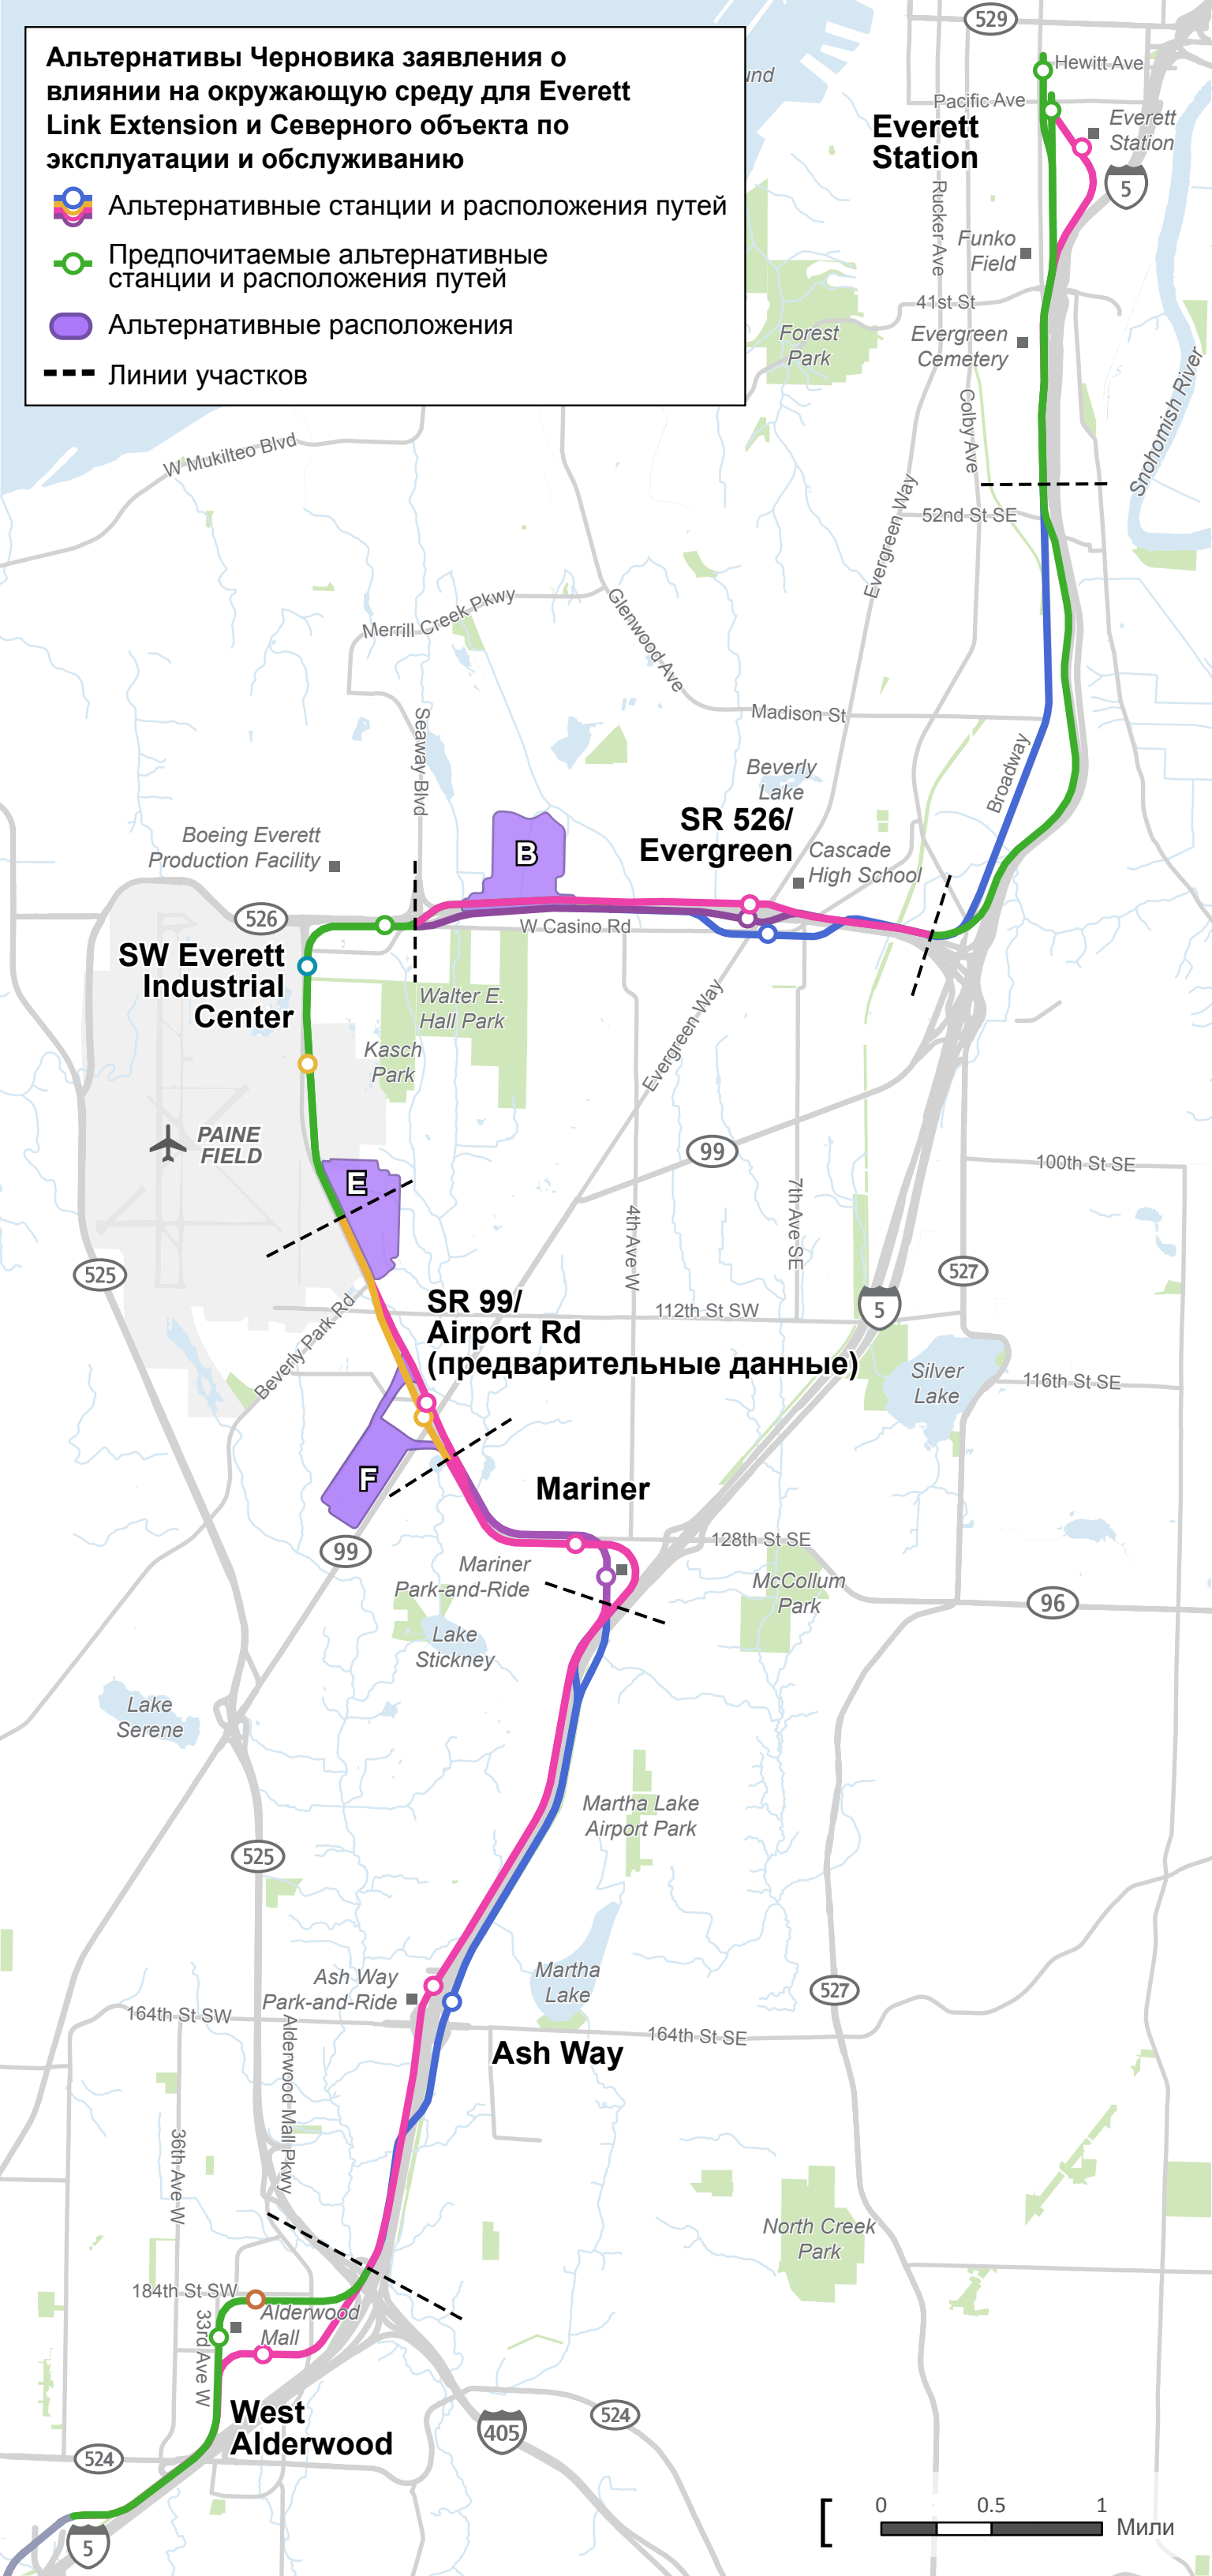 Альтернативы Черновика заявления о
влиянии на окружающую среду для Everett
Link Extension и Северного объекта по
эксплуатации и обслуживанию
Альтернативные станции и расположения путей
Предпочитаемые альтернативные
станции и расположения путей
Альтернативные расположения
Линии участков
529
Hewitt Ave
Pacific Ave
Everett
Station
Everett
Station
5
Rucker Ave
Funko
Field
41st St
Forest
Park
Evergreen
Cemetery
Colby Ave
Snohomish River
W Mukilteo Blvd
Evergreen Way
52nd St SE
Merrill Creek Pkwy
Glenwood Ave
Seaway Blvd
Madison St
Broadway
Beverly
Lake
SR 526/
Evergreen
Boeing Everett
Production Facility
B
Cascade
High School
526
W Casino Rd
SW Everett
Industrial
Center
Walter E.
Hall Park
Kasch
Park
Evergreen Way
PAINE
FIELD
99
E
100th St SE
4th Ave W
7th Ave SE
525
527
5
SR 99/
Airport Rd
(предварительные данные)
112th St SW
Beverly Park Rd
Silver
Lake
116th St SE
F
Mariner
99
128th St SE
Mariner
Park-and-Ride
McCollum
Park
96
Lake
Stickney
Lake
Serene
Martha Lake
Airport Park
525
Ash Way
Park-and-Ride
Martha
Lake
527
164th St SW
164th St SE
Ash Way
Alderwood Mall Pkwy
36th Ave W
North Creek
Park
184th St SW
Alderwood
Mall
33rd Ave W
West
Alderwood
405
524
524
5
0 0.5 1
Мили